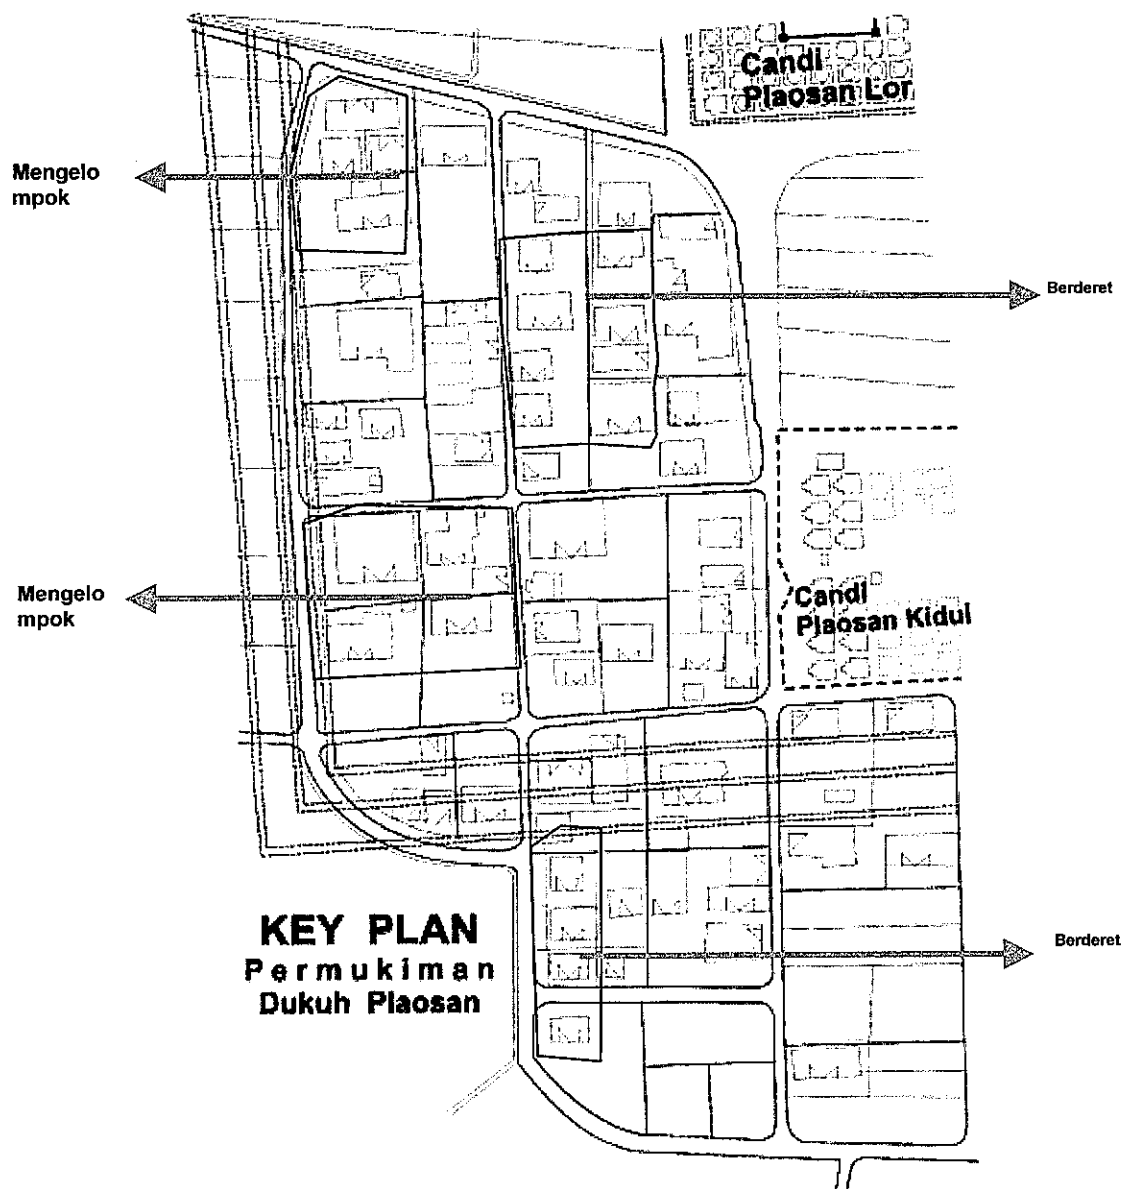 Candi
Plaosan Lor
Mengelo
mpok
Berderet
Mengelo
mpok
Candi
Plaosan Kidul
KEY PLAN
Permukiman
Dukuh Plaosan
Berderet